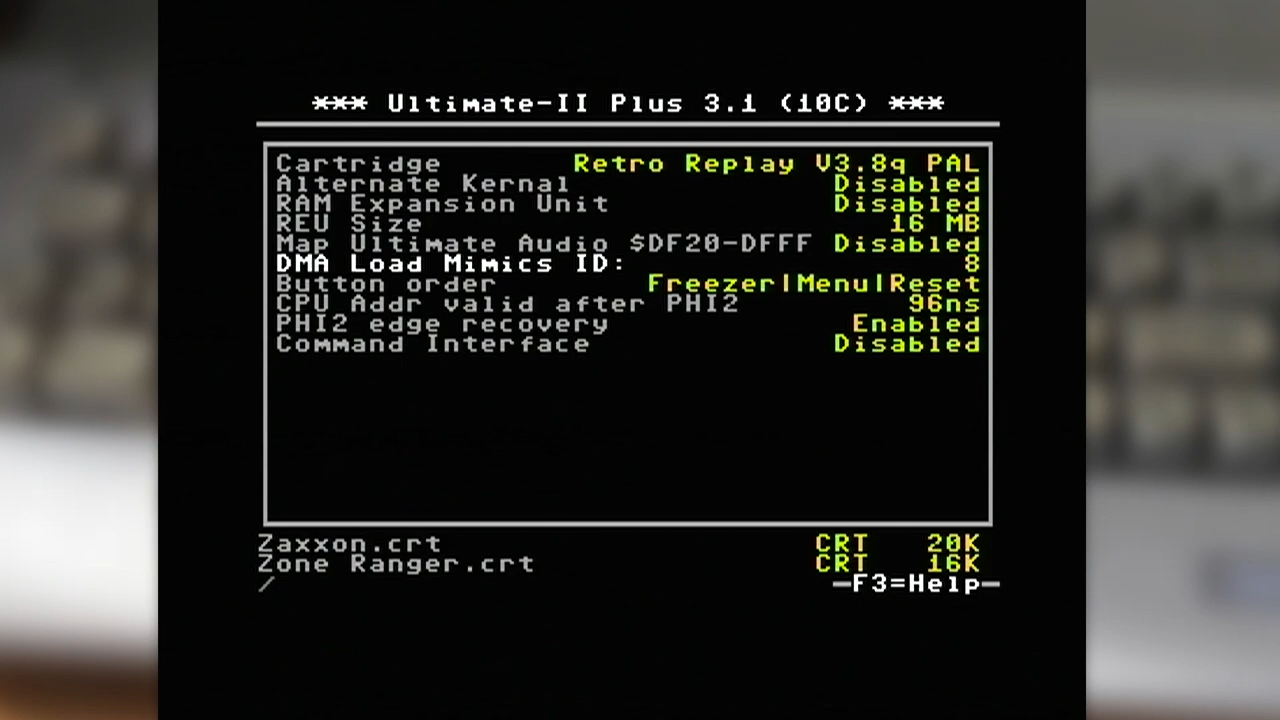 *** Ultimate-II Plus 3.1 (10C) ***
Cartridge Retro Replay V3.8q PAL
Alternate Kernal Disabled
RAM Expansion Unit Disabled
REU Size 16 MB
Map Ultimate Audio $DF20-DFFF Disabled
DMA Load Mimics ID: 8
Button order Freezer|Menu|Reset
CPU Addr valid after PHI2 96ns
PHI2 edge recovery Enabled
Command Interface Disabled
Zaxxon.crt CRT 20K
Zone Ranger.crt CRT 16K
/
-F3=Help-